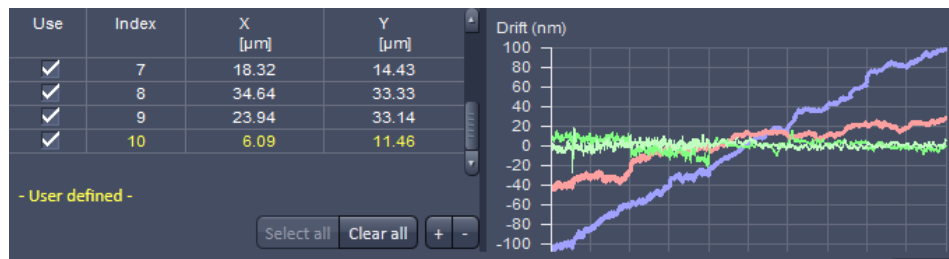 Use Index X Y
[µm] [µm]
7 18.32 14.43
8 34.64 33.33
9 23.94 33.14
10 6.09 11.46
- User defined -
Select all Clear all + -
Drift (nm)
100
80
60
40
20
0
-20
-40
-60
-80
-100